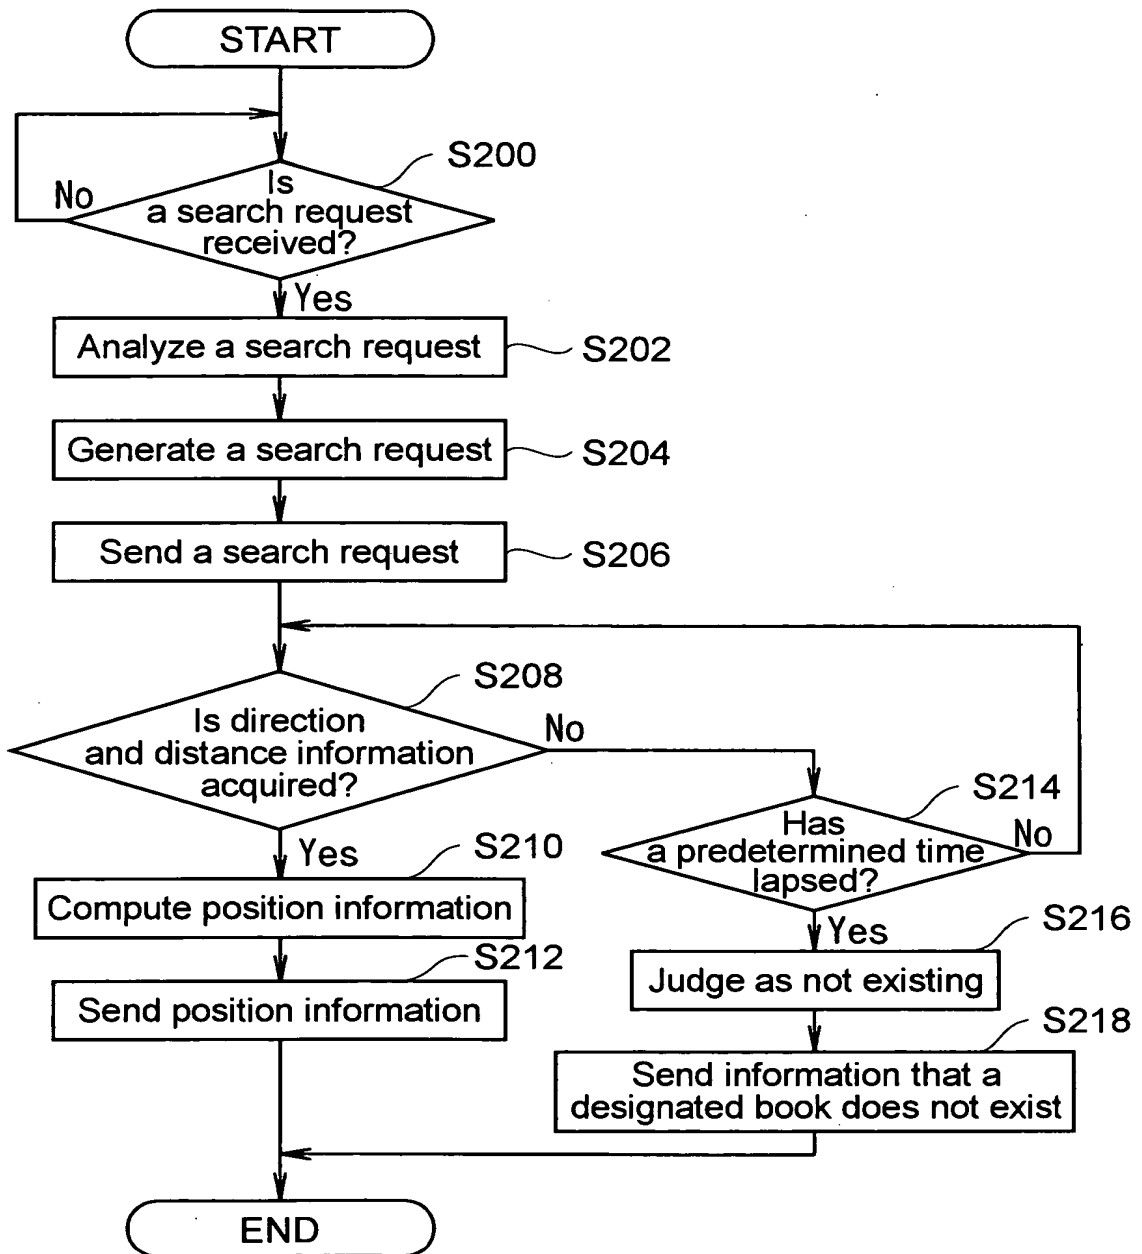 START
S200
No
Is
a search request
received?
Yes
Analyze a search request
S202
Generate a search request
S204
Send a search request
S206
S208
Is direction
and distance information
acquired?
No
S214
Has
a predetermined time
lapsed?
No
Yes
S210
Compute position information
Yes
S216
Judge as not existing
S212
Send position information
S218
Send information that a
designated book does not exist
END